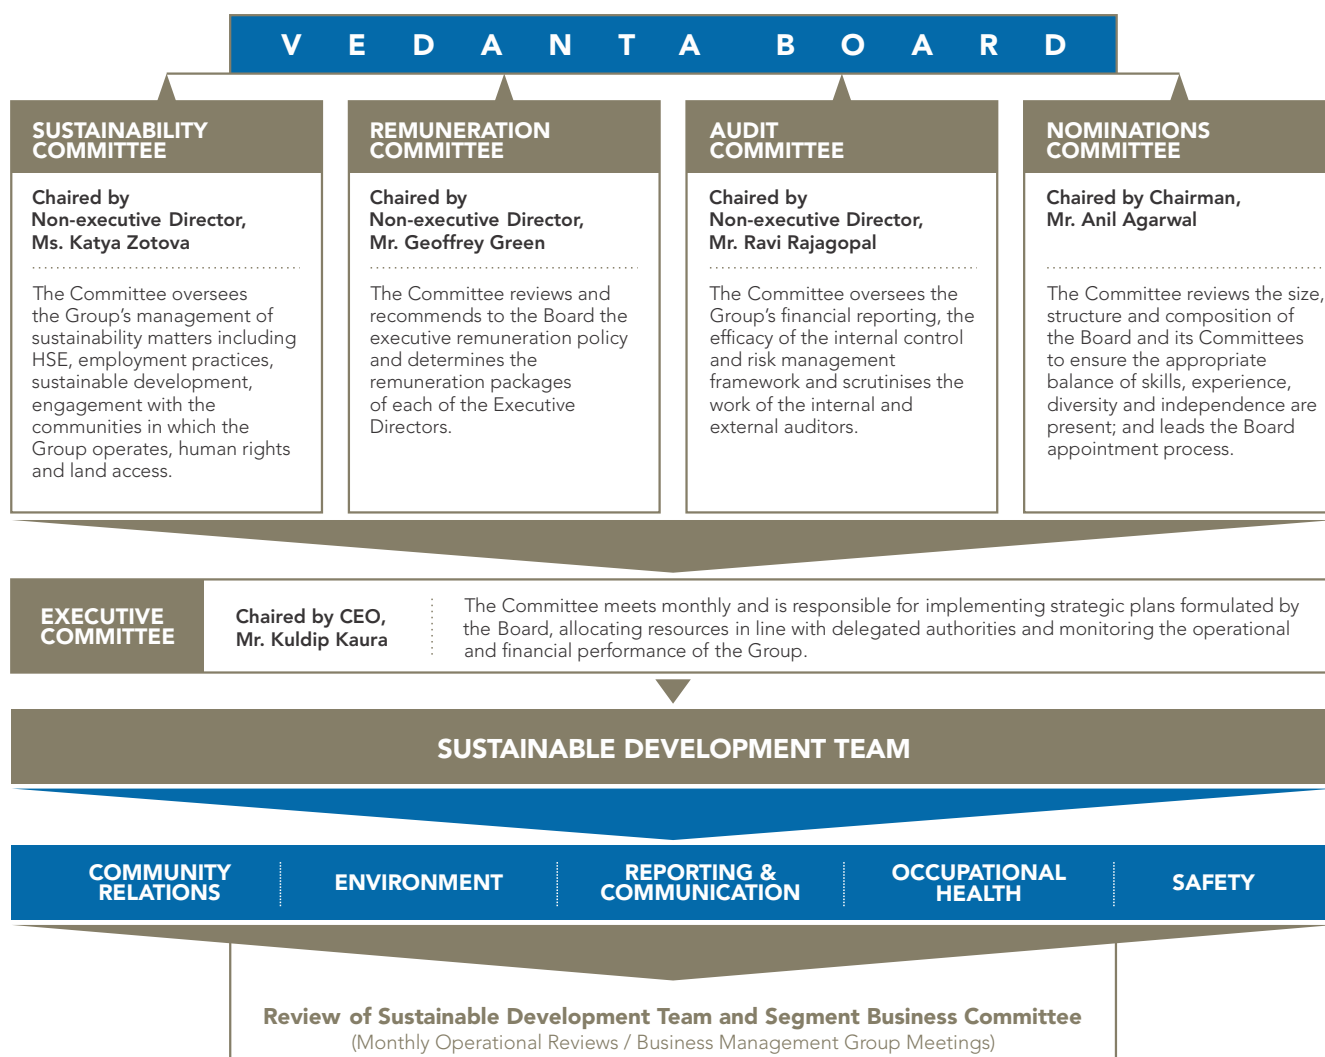 VEDANTA BOARD
SUSTAINABILITY
COMMITTEE
Chaired by
Non-executive Director,
Ms. Katya Zotova
The Committee oversees
the Group's management of
sustainability matters including
HSE, employment practices,
sustainable development,
engagement with the
communities in which the
Group operates, human rights
and land access.
REMUNERATION
COMMITTEE
Chaired by
Non-executive Director,
Mr. Geoffrey Green
The Committee reviews and
recommends to the Board the
executive remuneration policy
and determines the
remuneration packages
of each of the Executive
Directors.
AUDIT
COMMITTEE
Chaired by
Non-executive Director,
Mr. Ravi Rajagopal
The Committee oversees the
Group's financial reporting, the
efficacy of the internal control
and risk management
framework and scrutinises the
work of the internal and
external auditors.
NOMINATIONS
COMMITTEE
Chaired by Chairman,
Mr. Anil Agarwal
The Committee reviews the size,
structure and composition of
the Board and its Committees
to ensure the appropriate
balance of skills, experience,
diversity and independence are
present; and leads the Board
appointment process.
EXECUTIVE
COMMITTEE
Chaired by CEO,
Mr. Kuldip Kaura
The Committee meets monthly and is responsible for implementing strategic plans formulated by
the Board, allocating resources in line with delegated authorities and monitoring the operational
and financial performance of the Group.
SUSTAINABLE DEVELOPMENT TEAM
COMMUNITY
RELATIONS
ENVIRONMENT
REPORTING &
COMMUNICATION
OCCUPATIONAL
HEALTH
SAFETY
Review of Sustainable Development Team and Segment Business Committee
(Monthly Operational Reviews / Business Management Group Meetings)